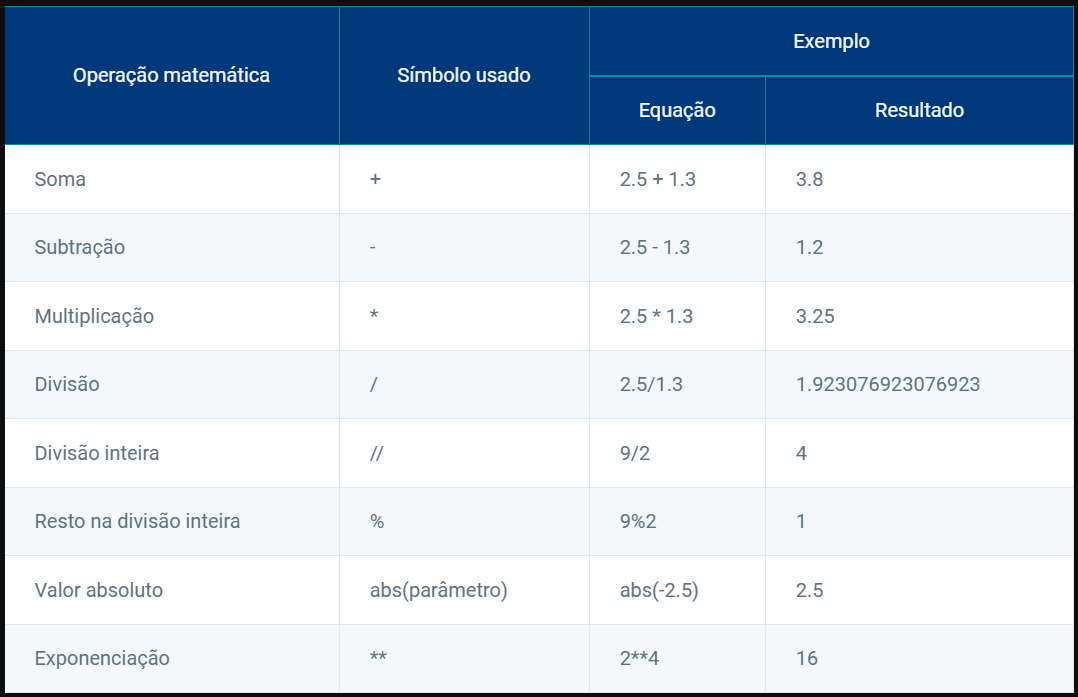 Operação matemática Símbolo usado Exemplo
Equação Resultado
Soma + 2.5 + 1.3 3.8
Subtração - 2.5 - 1.3 1.2
Multiplicação * 2.5 * 1.3 3.25
Divisão / 2.5/1.3 1.923076923076923
Divisão inteira // 9/2 4
Resto na divisão inteira % 9%2 1
Valor absoluto abs(parâmetro) abs(-2.5) 2.5
Exponenciação ** 2**4 16